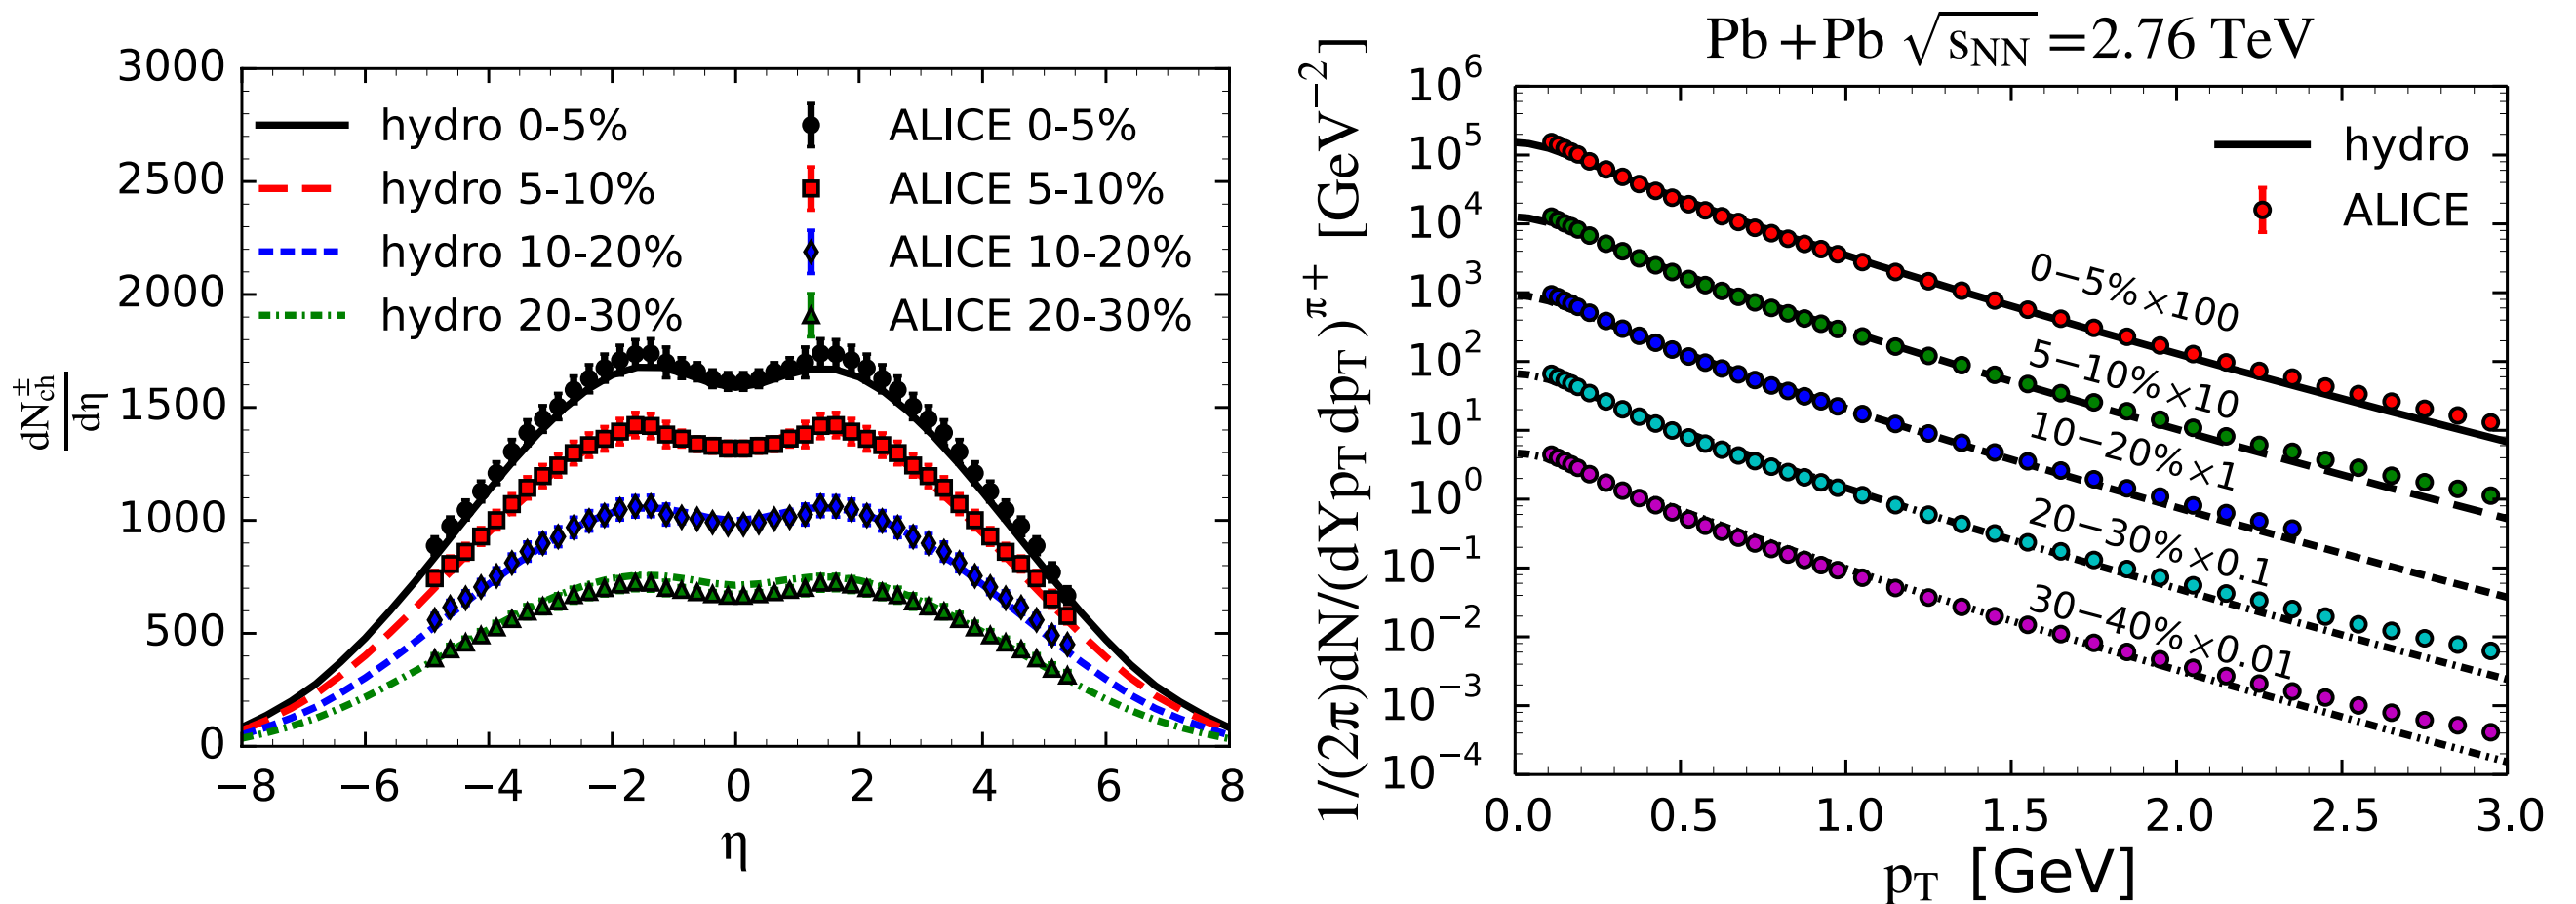 3000
2500
2000
1500
1000
500
0
dN±ch
dη
hydro 0-5%
hydro 5-10%
hydro 10-20%
hydro 20-30%
ALICE 0-5%
ALICE 5-10%
ALICE 10-20%
ALICE 20-30%
−8 −6 −4 −2 0 2 4 6 8
η
Pb+Pb √sNN =2.76 TeV
1/(2π)dN/(dYpT dpT)π+ [GeV−2]
10^6
10^5
10^4
10^3
10^2
10^1
10^0
10^−1
10^−2
10^−3
10^−4
hydro
ALICE
0−5%×100
5−10%×10
10−20%×1
20−30%×0.1
30−40%×0.01
0.0 0.5 1.0 1.5 2.0 2.5 3.0
pT [GeV]